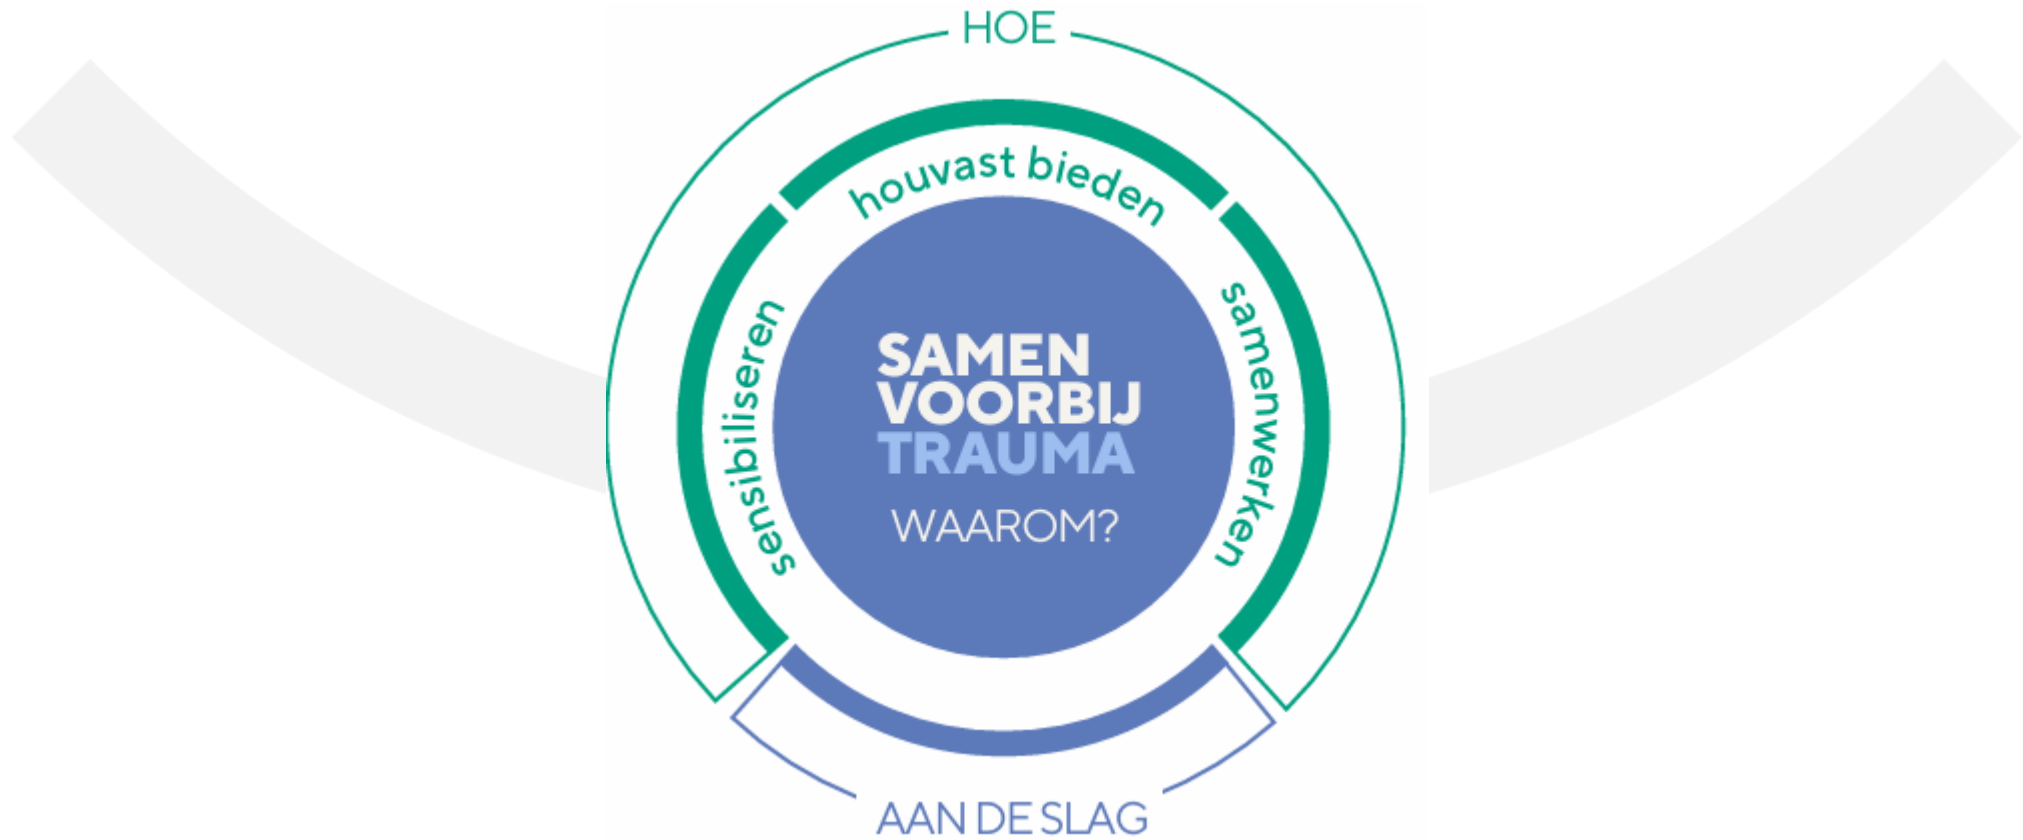 HOE
houvast bieden
sensibiliseren
samenwerken
SAMEN
VOORBIJ
TRAUMA
WAAROM?
AAN DE SLAG